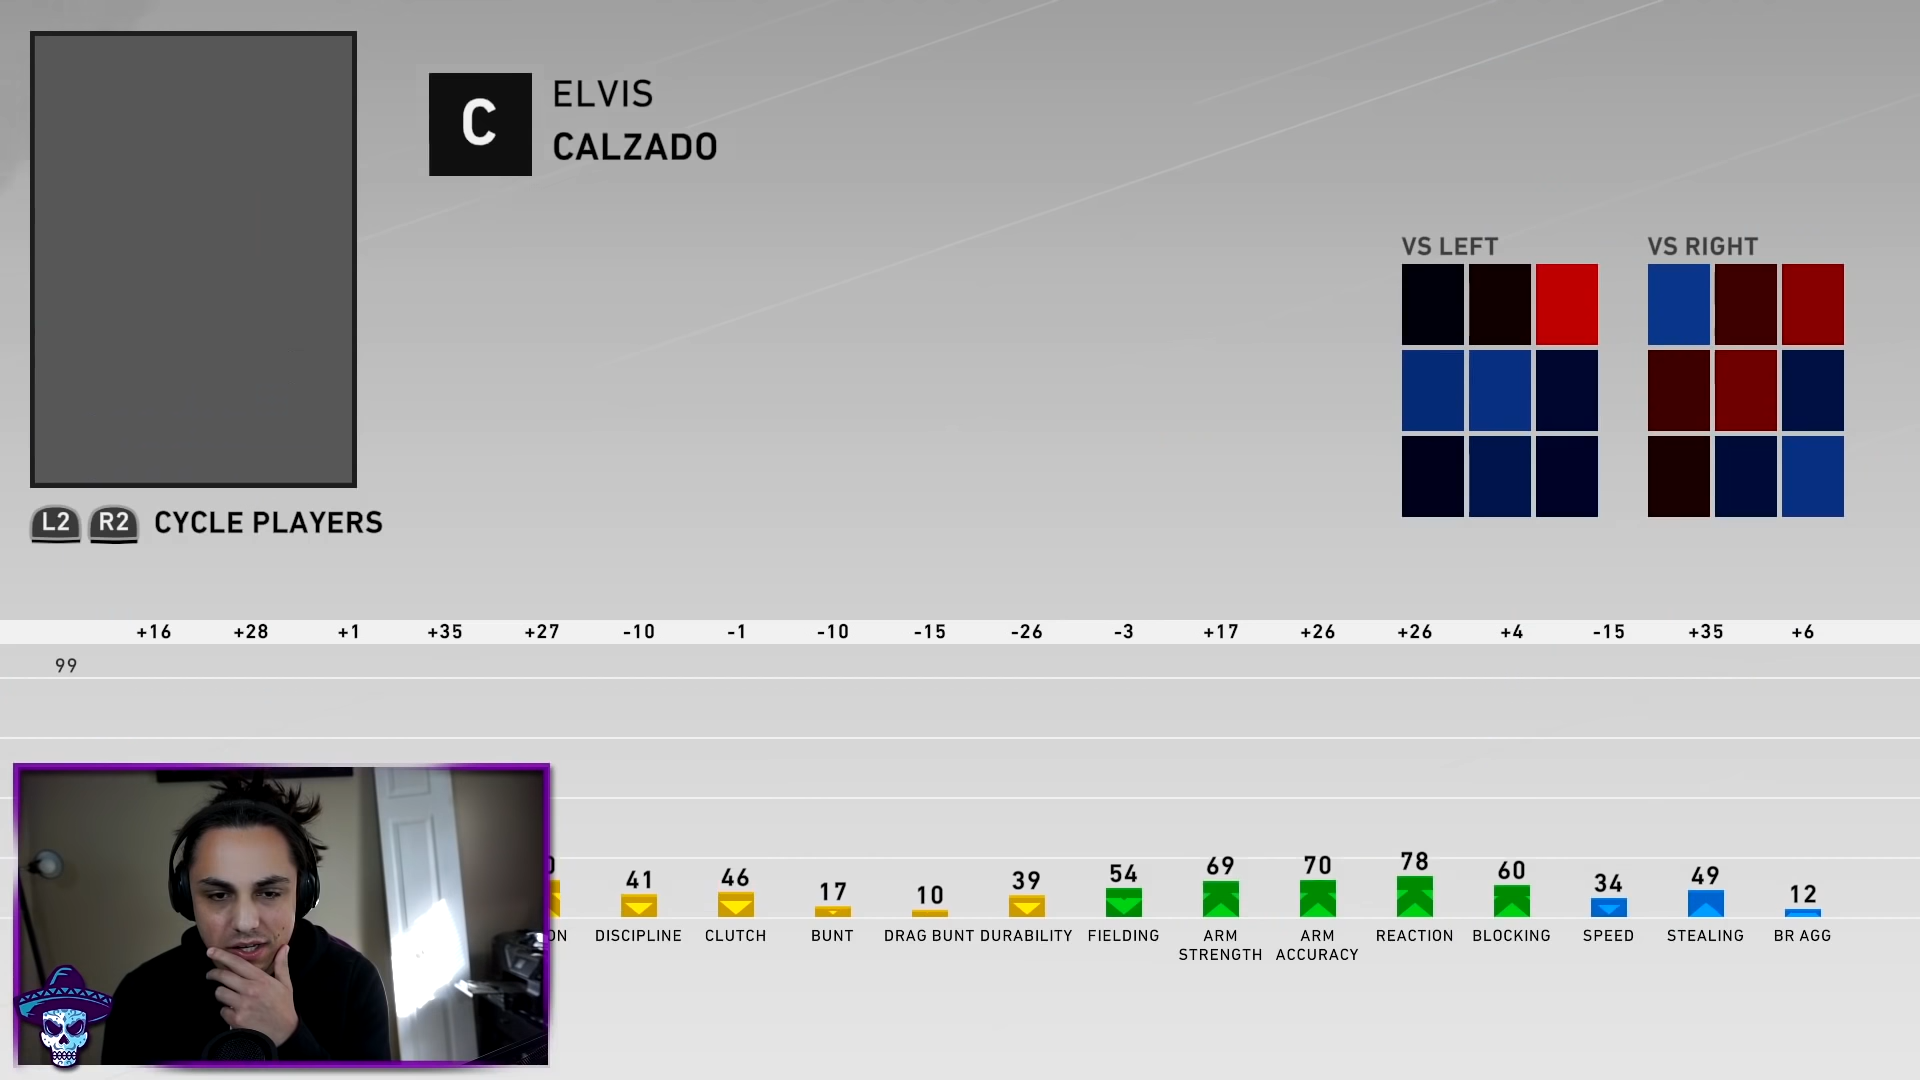 C
ELVIS
CALZADO
VS LEFT
VS RIGHT
L2 R2 CYCLE PLAYERS
+16 +28 +1 +35 +27 -10 -1 -10 -15 -26 -3 +17 +26 +26 +4 -15 +35 +6
99
41 46 17 10 39 54 69 70 78 60 34 49 12
DISCIPLINE CLUTCH BUNT DRAG BUNT DURABILITY FIELDING ARM STRENGTH ARM ACCURACY REACTION BLOCKING SPEED STEALING BR AGG